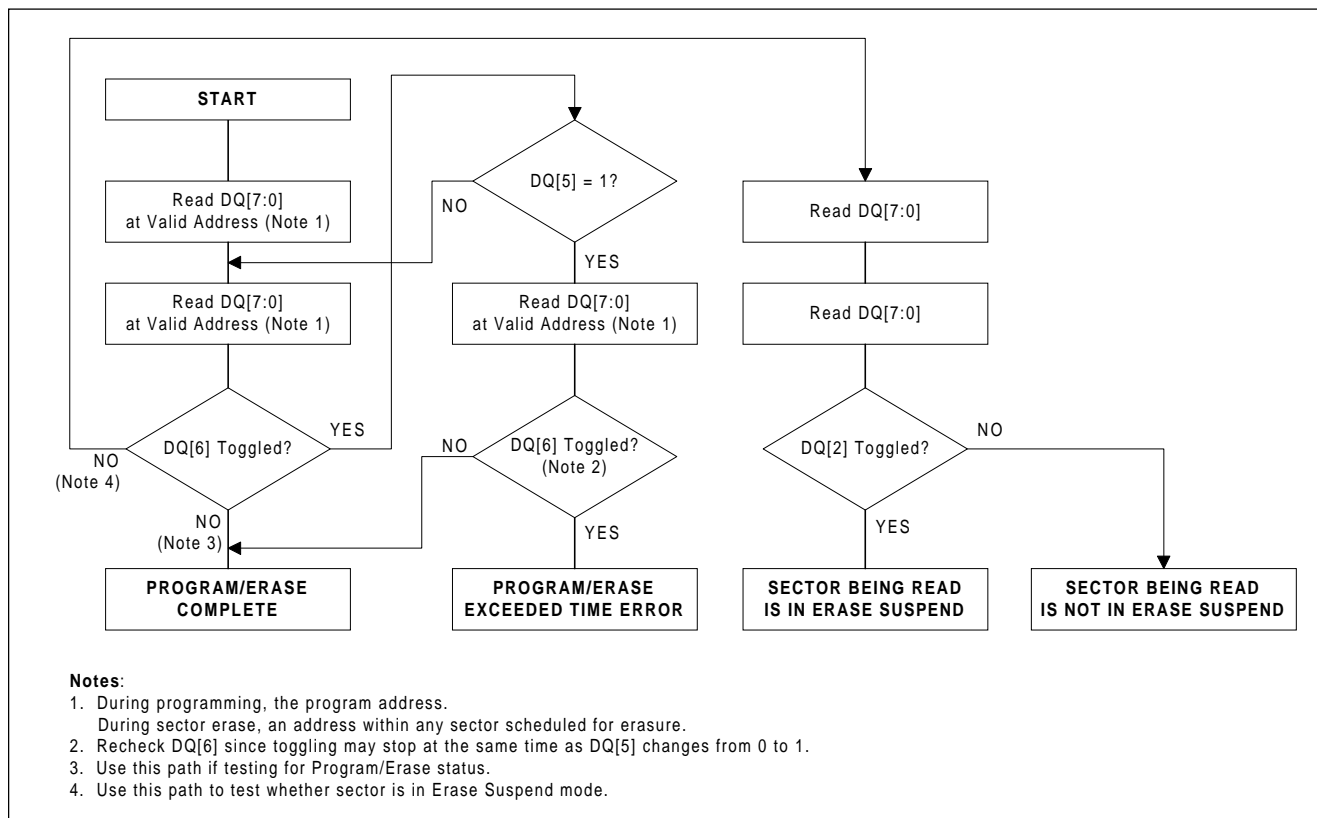 START
Read DQ[7:0]
at Valid Address (Note 1)
Read DQ[7:0]
at Valid Address (Note 1)
DQ[6] Toggled?
YES
NO
(Note 4)
NO
(Note 3)
PROGRAM/ERASE
COMPLETE
DQ[5] = 1?
NO
YES
Read DQ[7:0]
at Valid Address (Note 1)
DQ[6] Toggled?
(Note 2)
NO
YES
PROGRAM/ERASE
EXCEEDED TIME ERROR
Read DQ[7:0]
Read DQ[7:0]
DQ[2] Toggled?
NO
YES
SECTOR BEING READ
IS IN ERASE SUSPEND
SECTOR BEING READ
IS NOT IN ERASE SUSPEND
Notes:
1. During programming, the program address.
During sector erase, an address within any sector scheduled for erasure.
2. Recheck DQ[6] since toggling may stop at the same time as DQ[5] changes from 0 to 1.
3. Use this path if testing for Program/Erase status.
4. Use this path to test whether sector is in Erase Suspend mode.